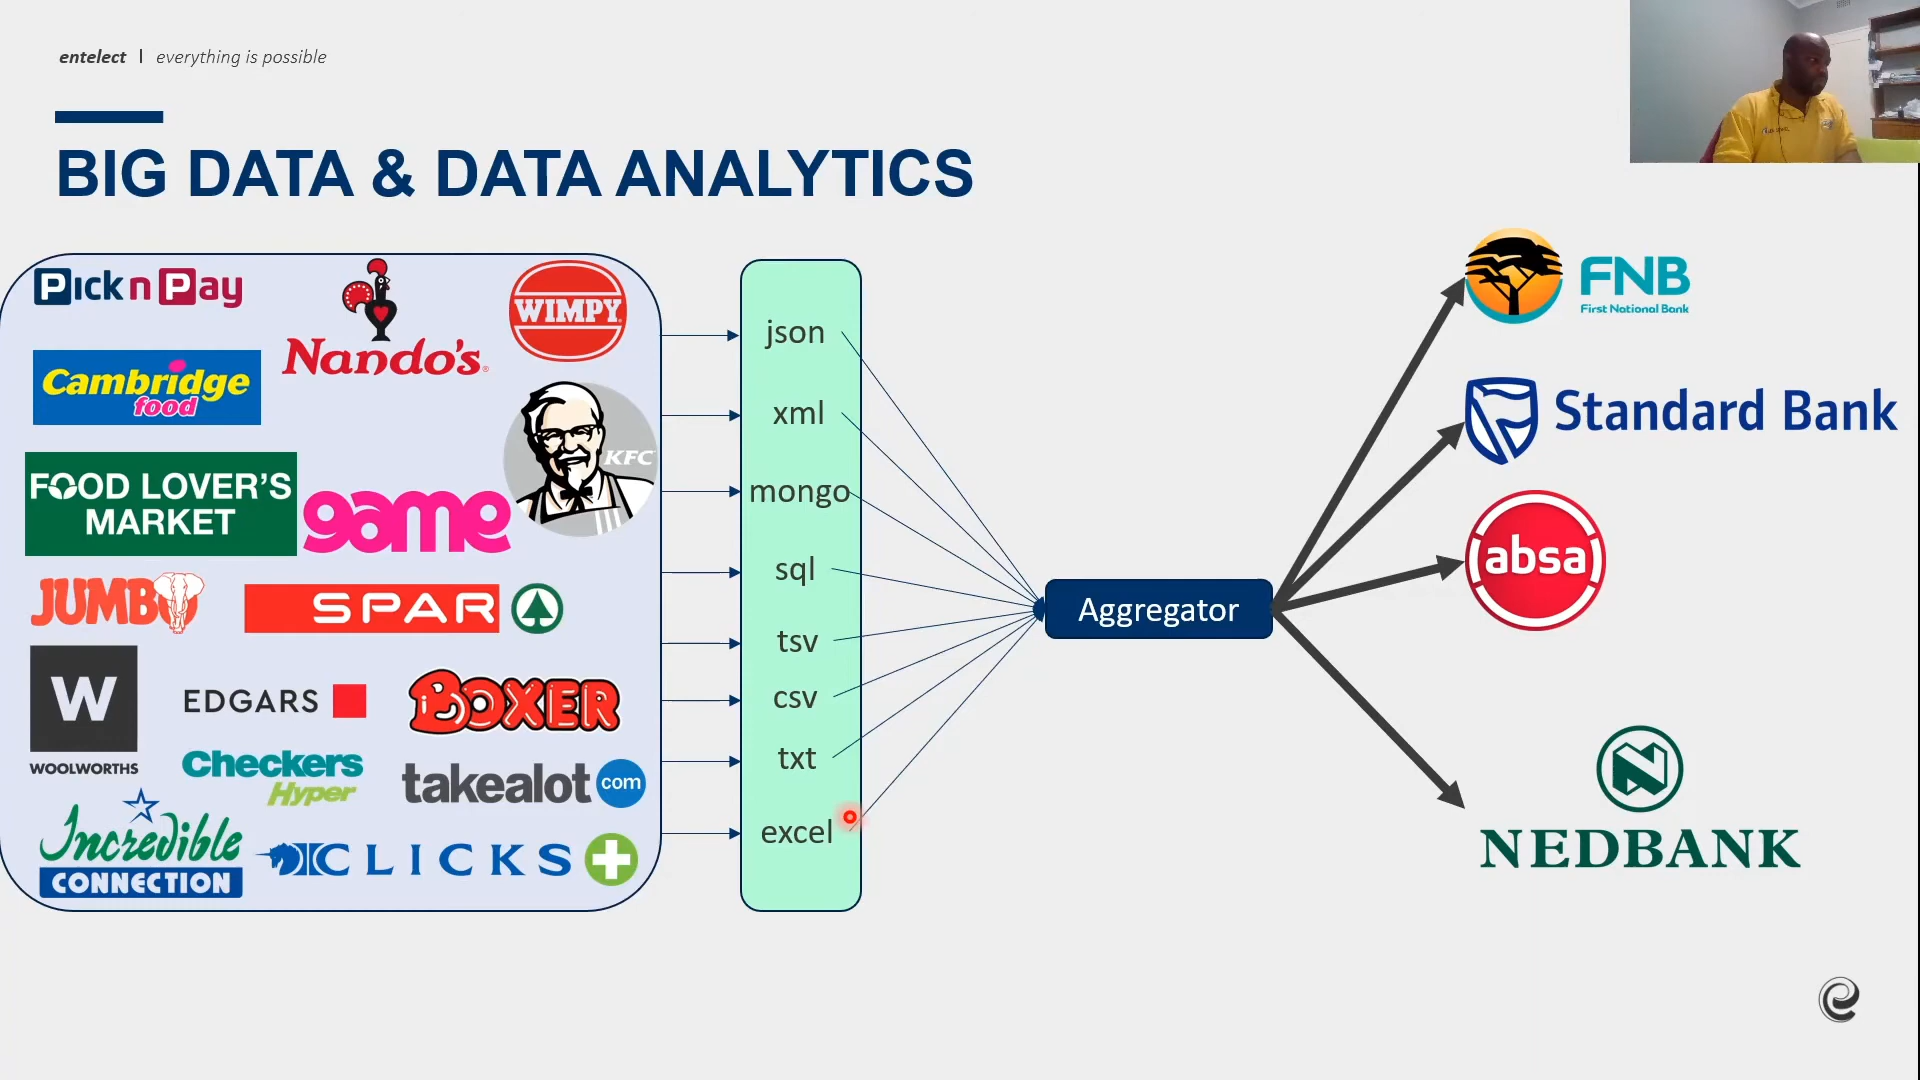 entelect | everything is possible
BIG DATA & DATA ANALYTICS
Pick n Pay
Nando's®
WIMPY
Cambridge
food
KFC
FOOD LOVER'S
MARKET
game
JUMBO
SPAR
W
WOOLWORTHS
EDGARS
BOXER
Checkers
Hyper
takealot com
Incredible
CONNECTION
CLICKS
json
xml
mongo
sql
tsv
csv
txt
excel
Aggregator
FNB
First National Bank
Standard Bank
absa
NEDBANK